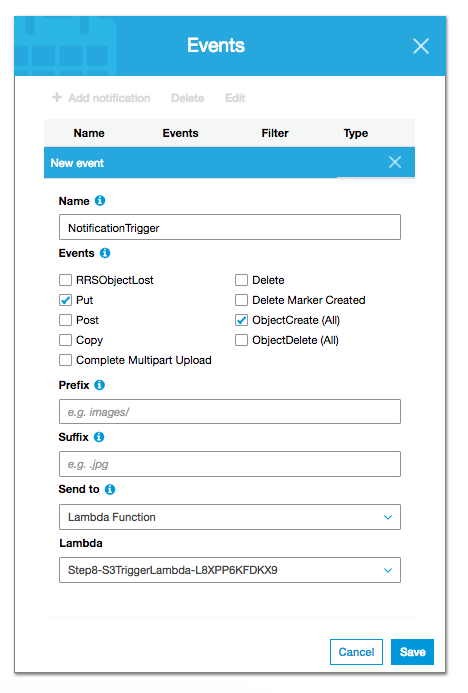 Events
Add notification Delete Edit
Name Events Filter Type
New event
Name
NotificationTrigger
Events
RRSObjectLost Delete
Put Delete Marker Created
Post ObjectCreate (All)
Copy ObjectDelete (All)
Complete Multipart Upload
Prefix
e.g. images/
Suffix
e.g. .jpg
Send to
Lambda Function
Lambda
Step8-S3TriggerLambda-L8XPP6KFDKX9
Cancel Save